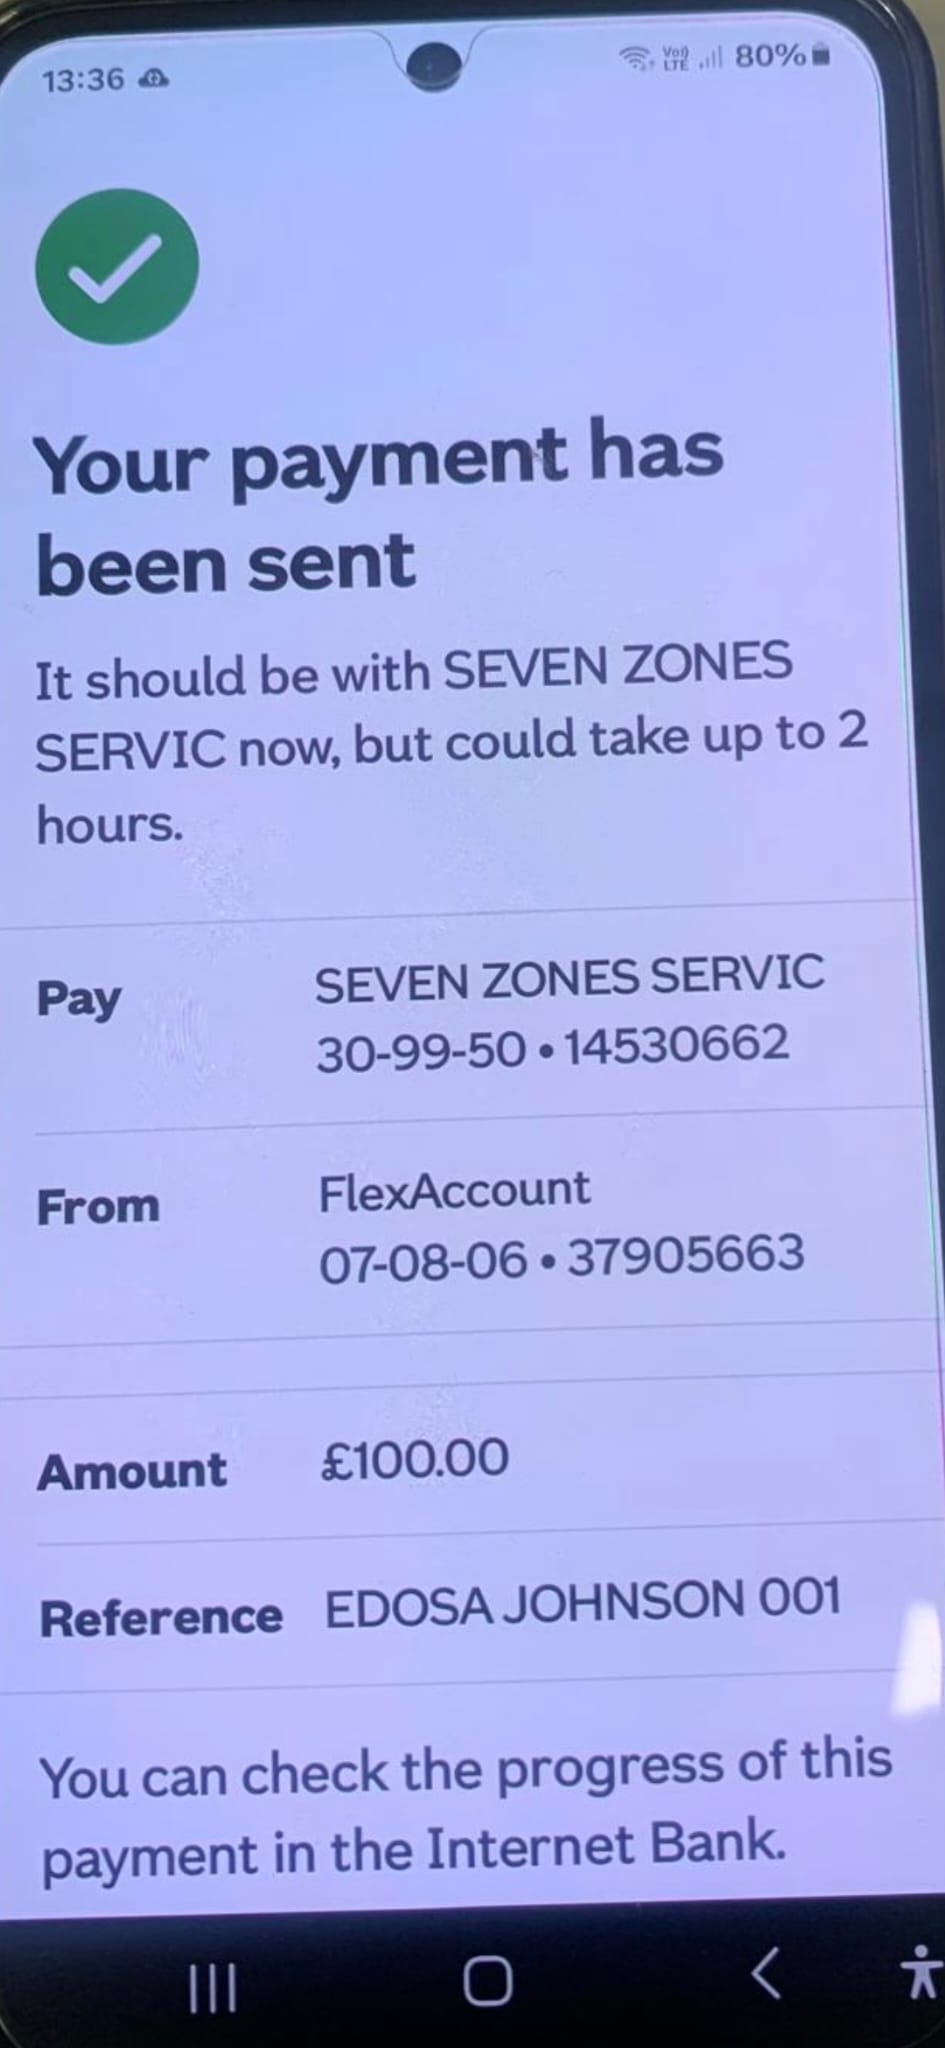 13:36
Vo)) LTE 80%
Your payment has
been sent
It should be with SEVEN ZONES
SERVIC now, but could take up to 2
hours.
Pay SEVEN ZONES SERVIC
30-99-50 • 14530662
From FlexAccount
07-08-06 • 37905663
Amount £100.00
Reference EDOSA JOHNSON 001
You can check the progress of this
payment in the Internet Bank.